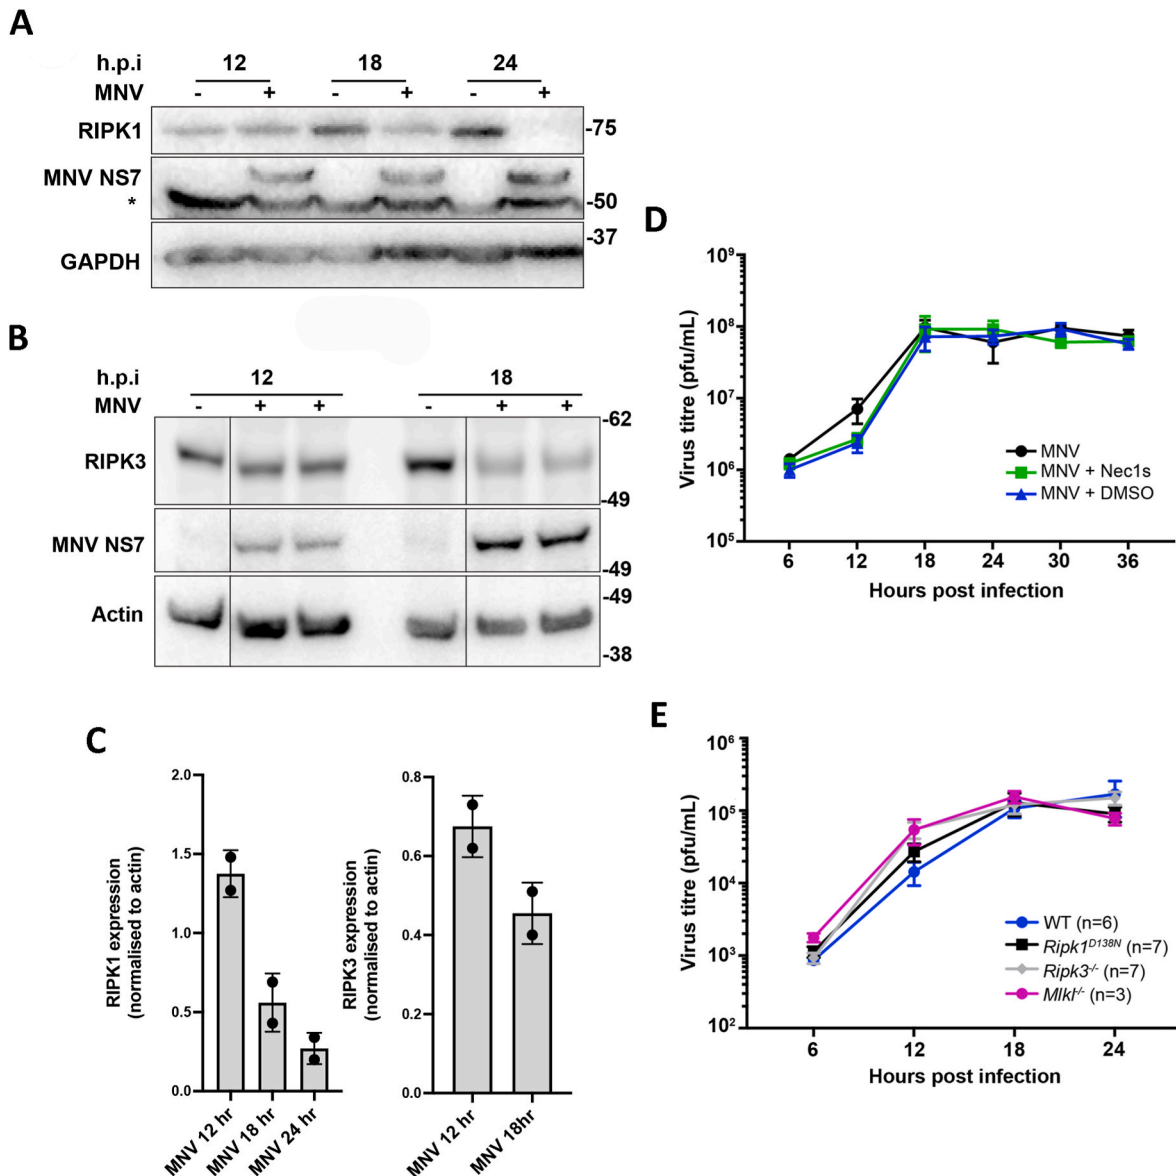 A
h.p.i 12 18 24
MNV - + - + - +
RIPK1 -75
MNV NS7
* -50
-37
GAPDH
B
h.p.i 12 18
MNV - + + - + +
-62
RIPK3
-49
MNV NS7
-49
-49
Actin
-38
C
RIPK1 expression
(normalised to actin)
2.0
1.5
1.0
0.5
0.0
MNV 12 hr
MNV 18 hr
MNV 24 hr
RIPK3 expression
(normalised to actin)
0.8
0.6
0.4
0.2
0.0
MNV 12 hr
MNV 18hr
D
Virus titre (pfu/mL)
10⁹
10⁸
10⁷
10⁶
10⁵
MNV
MNV + Nec1s
MNV + DMSO
6 12 18 24 30 36
Hours post infection
E
Virus titre (pfu/mL)
10⁶
10⁵
10⁴
10³
10²
WT (n=6)
Ripk1ᴰ¹³⁸ᴺ (n=7)
Ripk3⁻/⁻ (n=7)
Mlkl⁻/⁻ (n=3)
6 12 18 24
Hours post infection